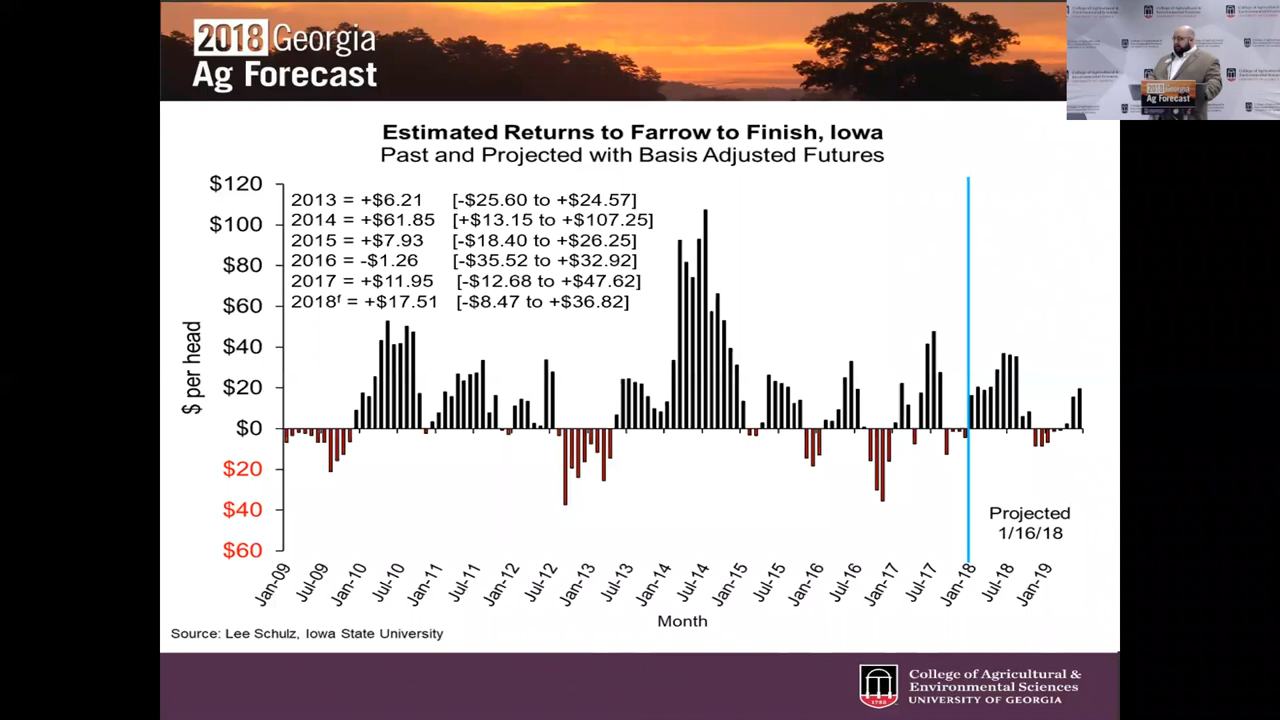 2018 Georgia
Ag Forecast
2018 Georgia
Ag Forecast
Estimated Returns to Farrow to Finish, Iowa
Past and Projected with Basis Adjusted Futures
2013 = +$6.21 [-$25.60 to +$24.57]
2014 = +$61.85 [+$13.15 to +$107.25]
2015 = +$7.93 [-$18.40 to +$26.25]
2016 = -$1.26 [-$35.52 to +$32.92]
2017 = +$11.95 [-$12.68 to +$47.62]
2018f = +$17.51 [-$8.47 to +$36.82]
$ per head
$120
$100
$80
$60
$40
$20
$0
$20
$40
$60
Projected
1/16/18
Jan-09
Jul-09
Jan-10
Jul-10
Jan-11
Jul-11
Jan-12
Jul-12
Jan-13
Jul-13
Jan-14
Jul-14
Jan-15
Jul-15
Jan-16
Jul-16
Jan-17
Jul-17
Jan-18
Jul-18
Jan-19
Month
Source: Lee Schulz, Iowa State University
1785
College of Agricultural &
Environmental Sciences
UNIVERSITY OF GEORGIA